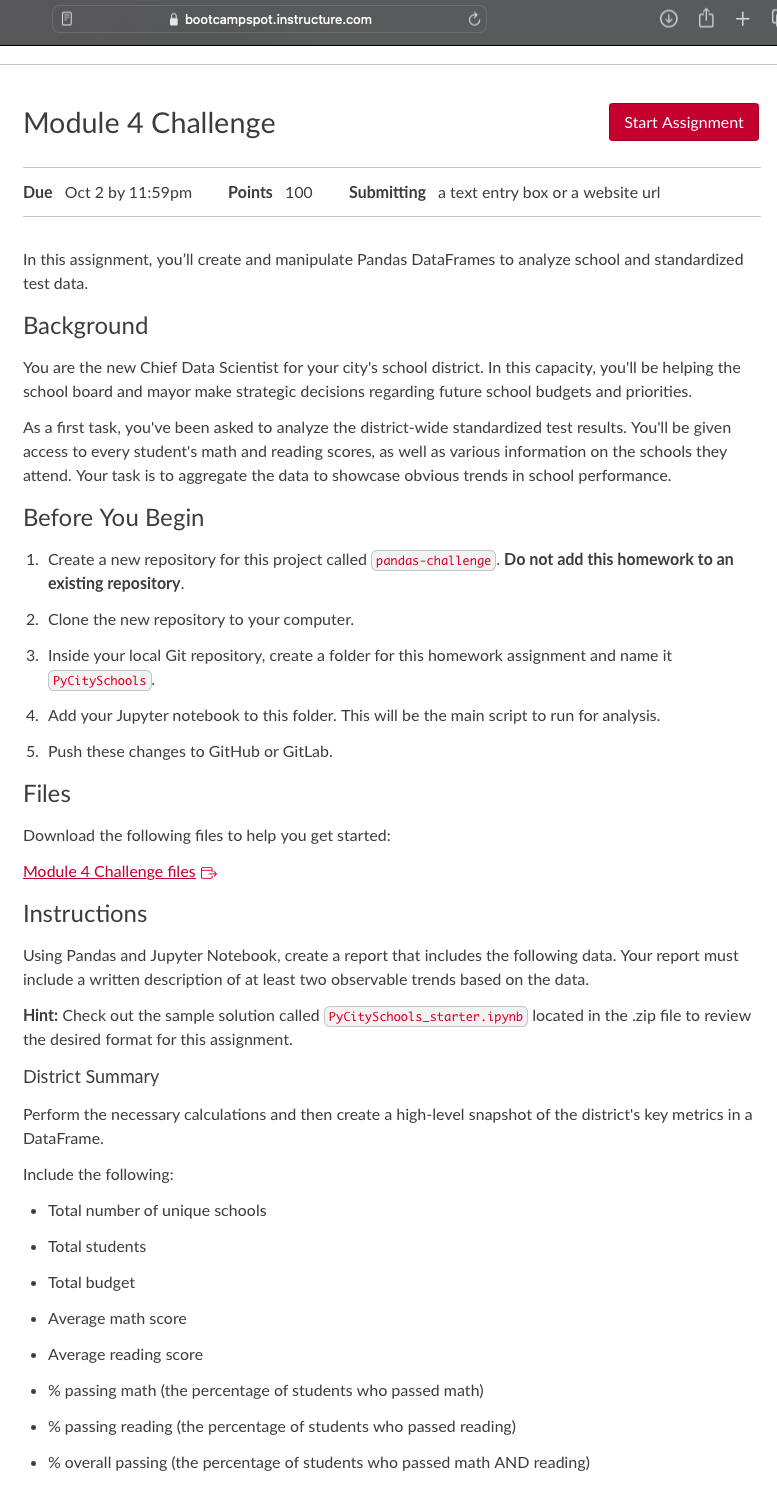 bootcampspot.instructure.com
Module 4 Challenge
Start Assignment
Due Oct 2 by 11:59pm Points 100 Submitting a text entry box or a website url
In this assignment, you'll create and manipulate Pandas DataFrames to analyze school and standardized
test data.
Background
You are the new Chief Data Scientist for your city's school district. In this capacity, you'll be helping the
school board and mayor make strategic decisions regarding future school budgets and priorities.
As a first task, you've been asked to analyze the district-wide standardized test results. You'll be given
access to every student's math and reading scores, as well as various information on the schools they
attend. Your task is to aggregate the data to showcase obvious trends in school performance.
Before You Begin
1. Create a new repository for this project called pandas-challenge. Do not add this homework to an
existing repository.
2. Clone the new repository to your computer.
3. Inside your local Git repository, create a folder for this homework assignment and name it
PyCitySchools.
4. Add your Jupyter notebook to this folder. This will be the main script to run for analysis.
5. Push these changes to GitHub or GitLab.
Files
Download the following files to help you get started:
Module 4 Challenge files
Instructions
Using Pandas and Jupyter Notebook, create a report that includes the following data. Your report must
include a written description of at least two observable trends based on the data.
Hint: Check out the sample solution called PyCitySchools_starter.ipynb located in the .zip file to review
the desired format for this assignment.
District Summary
Perform the necessary calculations and then create a high-level snapshot of the district's key metrics in a
DataFrame.
Include the following:
• Total number of unique schools
• Total students
• Total budget
• Average math score
• Average reading score
• % passing math (the percentage of students who passed math)
• % passing reading (the percentage of students who passed reading)
• % overall passing (the percentage of students who passed math AND reading)